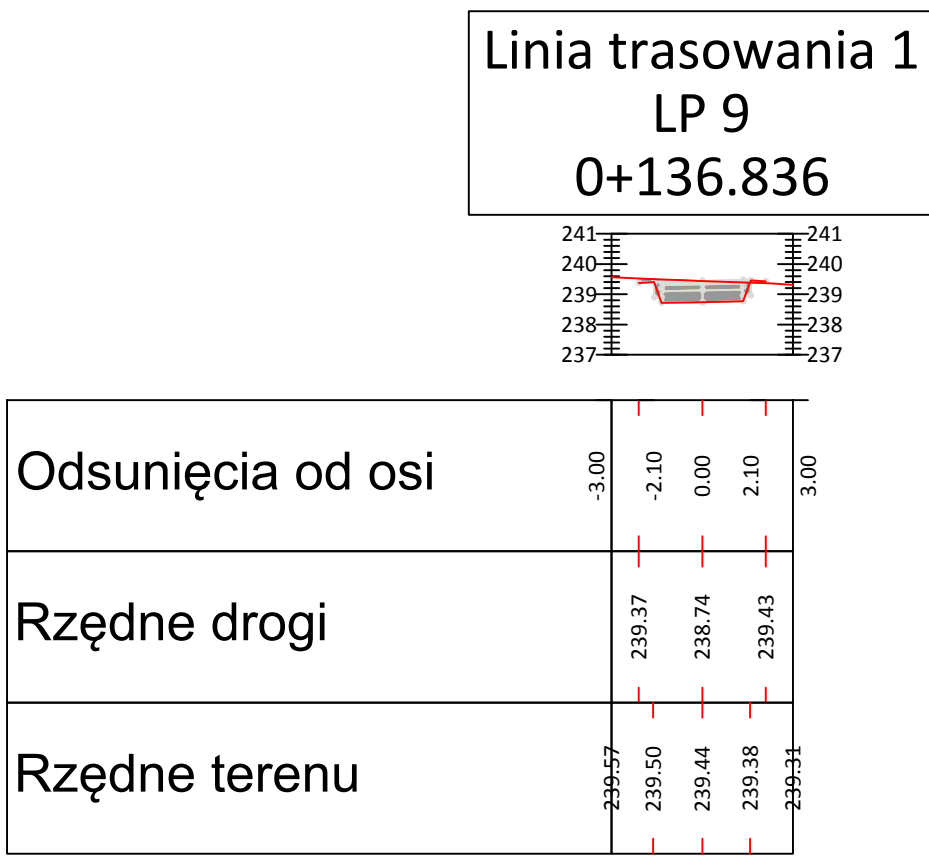 Linia trasowania 1
LP 9
0+136.836
241 241
240 240
239 239
238 238
237 237
Odsunięcia od osi -3.00 -2.10 0.00 2.10 3.00
Rzędne drogi 239.37 238.74 239.43
Rzędne terenu 239.57 239.50 239.44 239.38 239.31